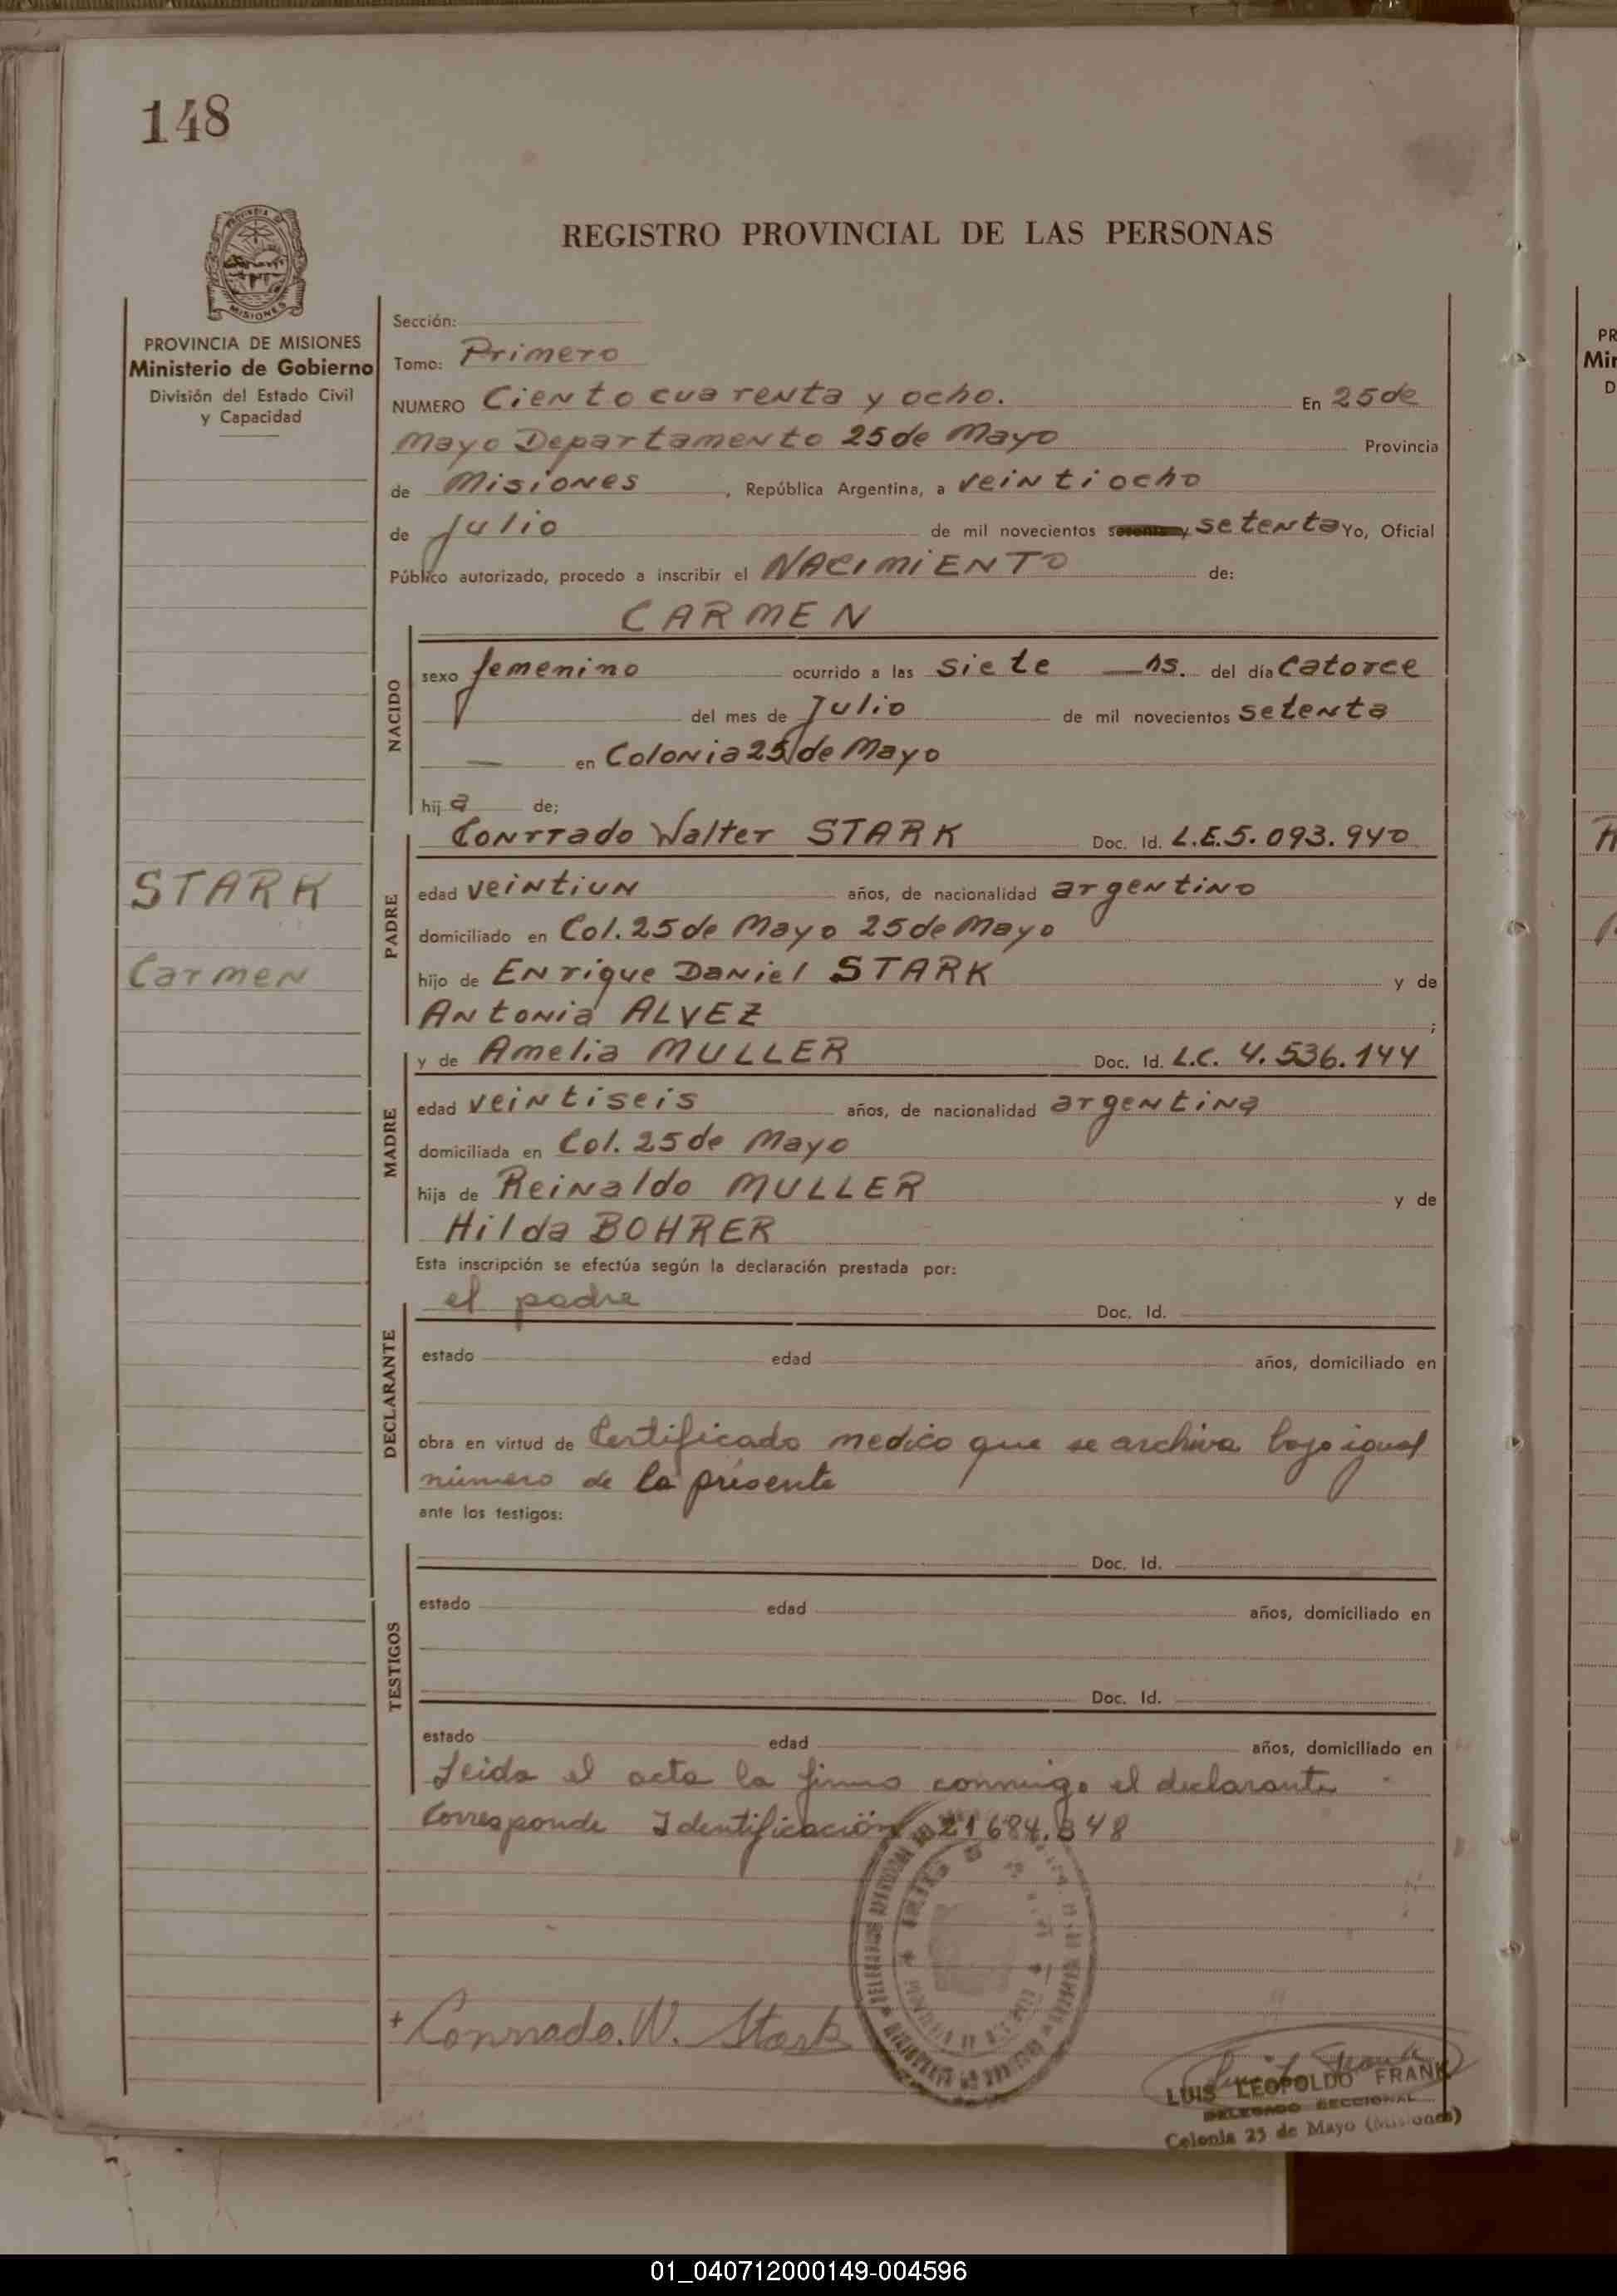 148
REGISTRO PROVINCIAL DE LAS PERSONAS
MISIONES
PROVINCIA DE MISIONES
Ministerio de Gobierno
División del Estado Civil
y Capacidad
Sección:
Tomo: Primero
NUMERO Ciento cuarenta y ocho. En 25 de
Mayo Departamento 25 de Mayo Provincia
de Misiones, República Argentina, a veintiocho
de Julio de mil novecientos setenta Yo, Oficial
Público autorizado, procedo a inscribir el NACIMIENTO de:
CARMEN
NACIDO
sexo femenino ocurrido a las siete hs. del día catorce
del mes de Julio de mil novecientos setenta
en Colonia 25 de Mayo
hija de;
Conrrado Walter STARK Doc. Id. L.E.5.093.940
STARK
Carmen
PADRE
edad veintiun años, de nacionalidad argentino
domiciliado en Col. 25 de Mayo 25 de Mayo
hijo de Enrique Daniel STARK y de
Antonia ALVEZ ;
y de Amelia MULLER Doc. Id. L.C. 4.536.144
MADRE
edad veintiseis años, de nacionalidad argentina
domiciliada en Col. 25 de Mayo
hija de Reinaldo MULLER y de
Hilda BOHRER
Esta inscripción se efectúa según la declaración prestada por:
el padre Doc. Id.
DECLARANTE
estado edad años, domiciliado en
obra en virtud de Certificado medico que se archiva bajo igual
número de la presente
ante los testigos:
Doc. Id.
TESTIGOS
estado edad años, domiciliado en
Doc. Id.
estado edad años, domiciliado en
Leida el acta la firma conmigo el declarante
Corresponde Identificación 21684.348
+ Conrrado. W. Stark
LUIS LEOPOLDO FRANK
DELEGADO SECCIONAL
Colonia 25 de Mayo (Misiones)
PR
Mir
D
01_040712000149-004596